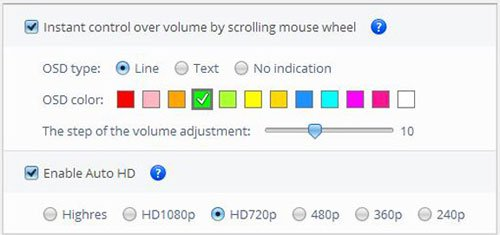 Instant control over volume by scrolling mouse wheel ?
OSD type: Line Text No indication
OSD color:
The step of the volume adjustment: 10
Enable Auto HD ?
Highres HD1080p HD720p 480p 360p 240p